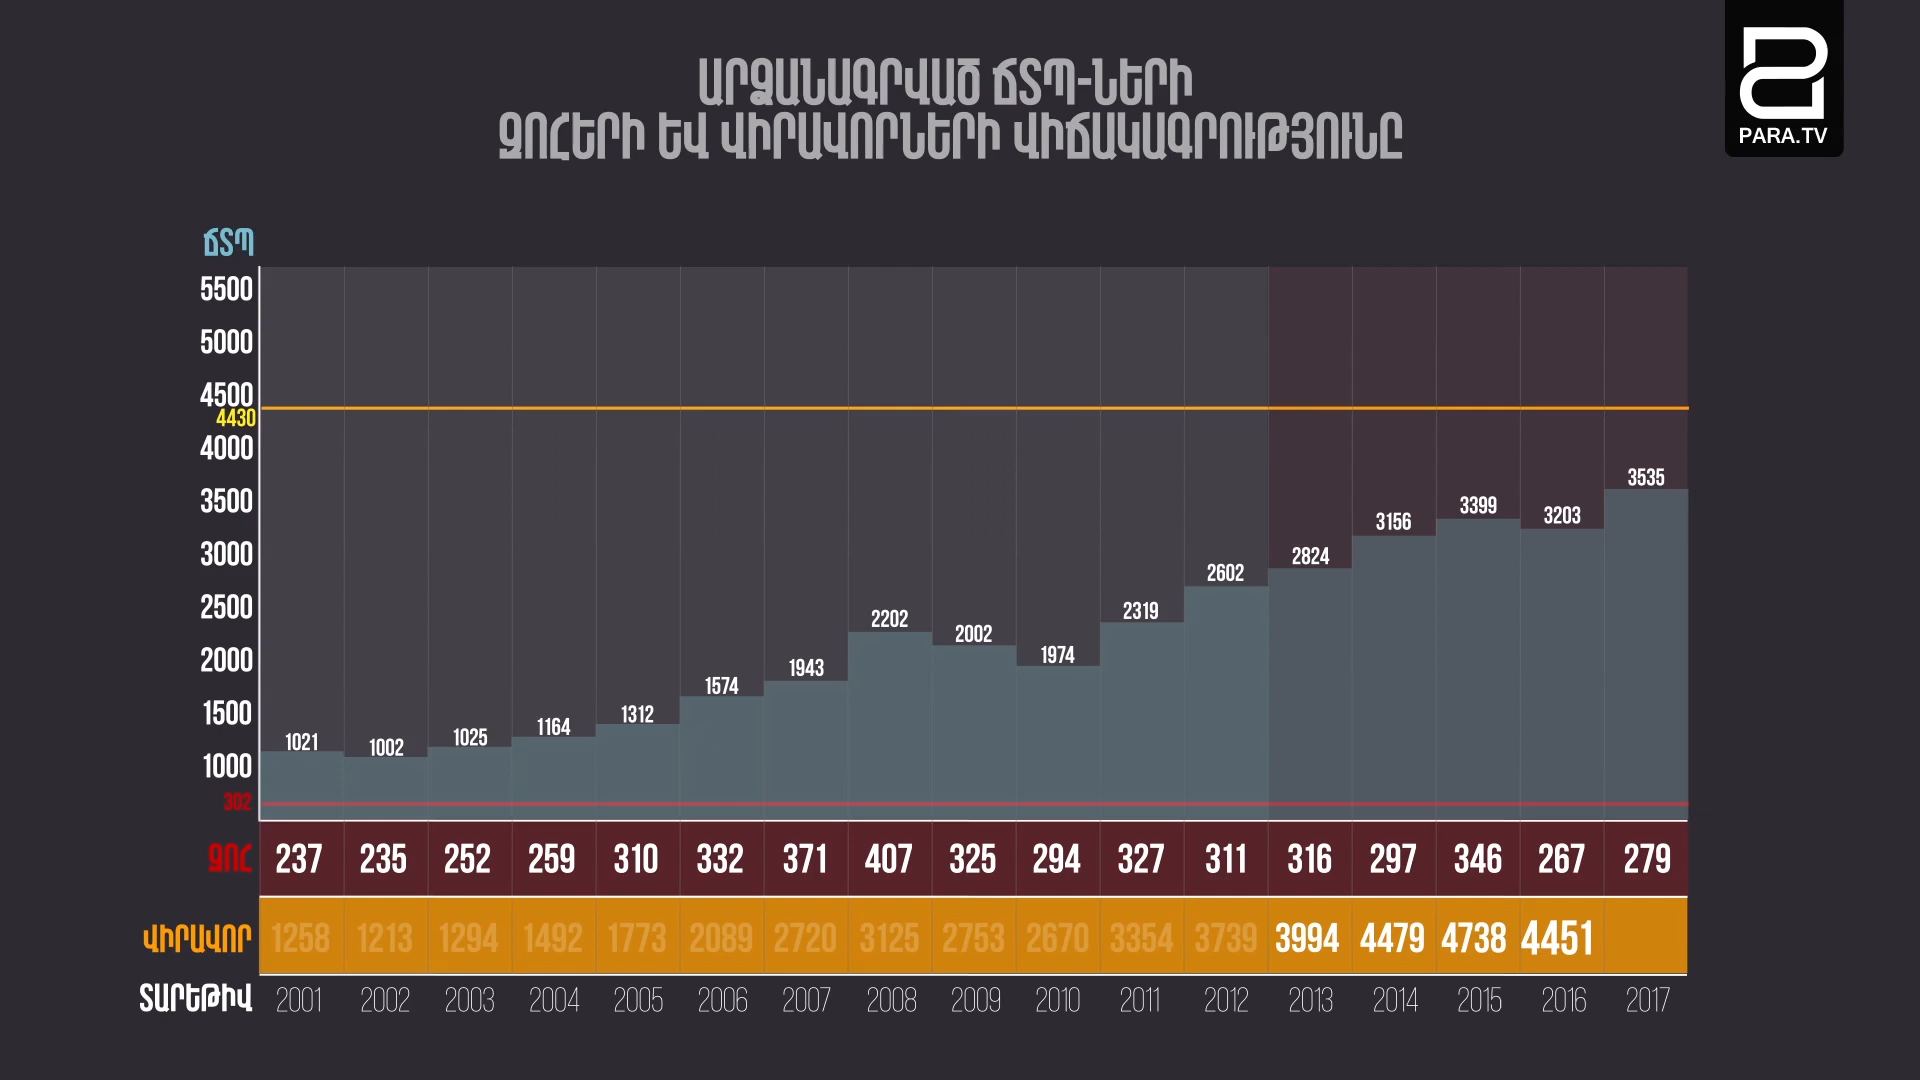 PARA.TV
ԱՐՁԱՆԱԳՐՎԱԾ ՃՏՊ-ՆԵՐԻ
ԶՈՀԵՐԻ ԵՎ ՎԻՐԱՎՈՐՆԵՐԻ ՎԻՃԱԿԱԳՐՈՒԹՅՈՒՆԸ
ՃՏՊ
5500
5000
4500
4430
4000
3500
3000
2500
2000
1500
1000
302
1021 1002 1025 1164 1312 1574 1943 2202 2002 1974 2319 2602 2824 3156 3399 3203 3535
ԶՈՀ 237 235 252 259 310 332 371 407 325 294 327 311 316 297 346 267 279
ՎԻՐԱՎՈՐ 1258 1213 1294 1492 1773 2089 2720 3125 2753 2670 3354 3739 3994 4479 4738 4451
ՏԱՐԵԹԻՎ 2001 2002 2003 2004 2005 2006 2007 2008 2009 2010 2011 2012 2013 2014 2015 2016 2017